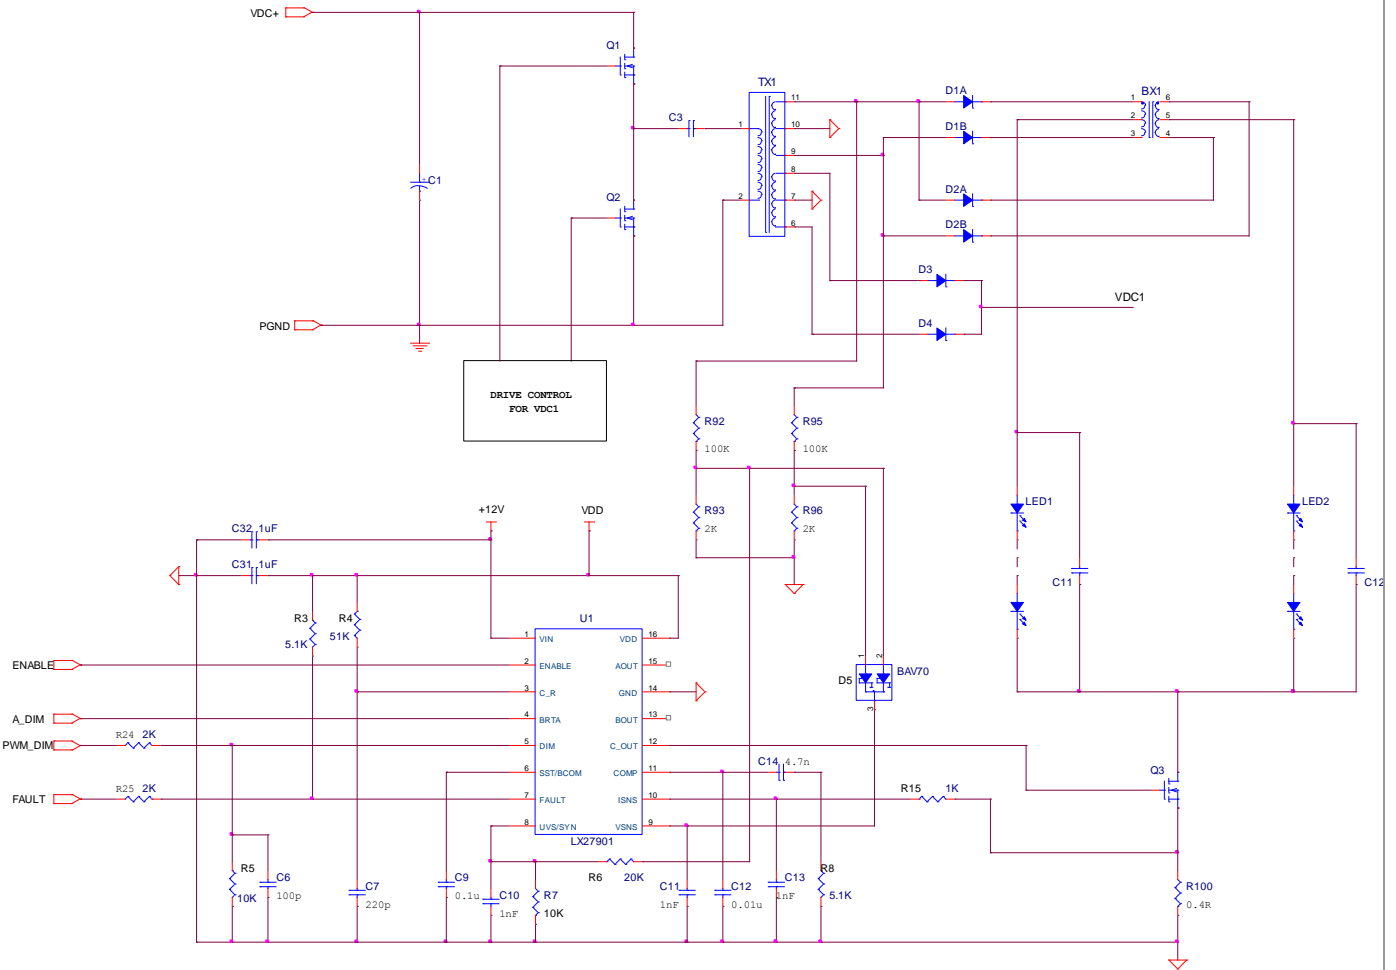 VDC+
Q1
TX1
11
D1A
1
BX1
6
C3
1
10
D1B
2
5
3
4
9
C1
8
D2A
Q2
2
7
6
D2B
D3
VDC1
PGND
D4
DRIVE CONTROL
FOR VDC1
R92
100K
R95
100K
LED1
LED2
+12V
VDD
R93
2K
R96
2K
C32 1uF
C31 1uF
C11
C12
R3
5.1K
R4
51K
U1
1 VIN
VDD 16
1
2
ENABLE
2 ENABLE
AOUT 15
D5
1
1
BAV70
3 C_R
GND 14
3
A_DIM
4 BRTA
BOUT 13
PWM_DIM
R24 2K
5 DIM
C_OUT 12
6 SST/BCOM
COMP 11
C14 4.7n
Q3
FAULT
R25 2K
7 FAULT
ISNS 10
R15 1K
8 UVS/SYN
VSNS 9
LX27901
R5
10K
C6
100p
C7
220p
C9
0.1u
C10
1nF
R7
10K
R6 20K
C11
1nF
C12
0.01u
C13
1nF
R8
5.1K
R100
0.4R